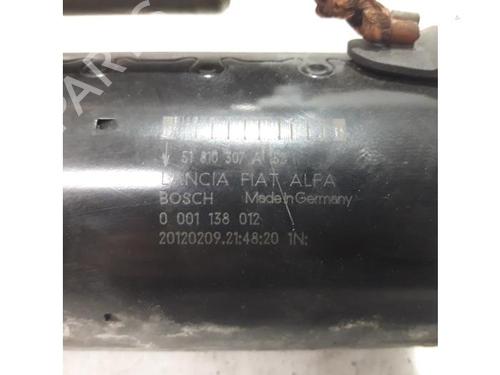 51 810 307
LANCIA FIAT ALFA
BOSCH Made in Germany
0 001 138 012
20120209.21:48:20 1N: